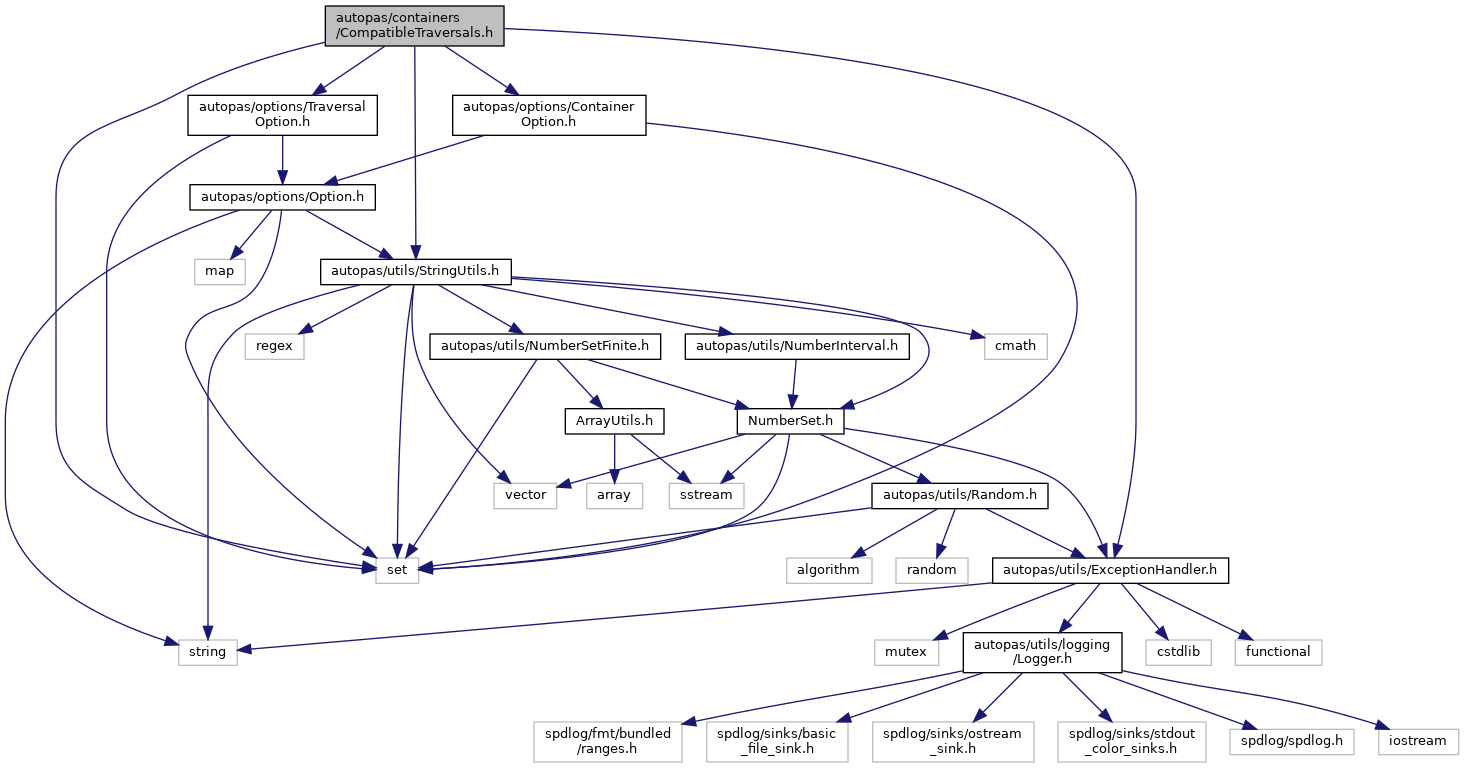 autopas/containers
/CompatibleTraversals.h
autopas/options/Traversal
Option.h
autopas/options/Container
Option.h
autopas/options/Option.h
map
autopas/utils/StringUtils.h
regex
autopas/utils/NumberSetFinite.h
autopas/utils/NumberInterval.h
cmath
ArrayUtils.h
NumberSet.h
vector
array
sstream
autopas/utils/Random.h
set
algorithm
random
autopas/utils/ExceptionHandler.h
string
mutex
autopas/utils/logging
/Logger.h
cstdlib
functional
spdlog/fmt/bundled
/ranges.h
spdlog/sinks/basic
_file_sink.h
spdlog/sinks/ostream
_sink.h
spdlog/sinks/stdout
_color_sinks.h
spdlog/spdlog.h
iostream